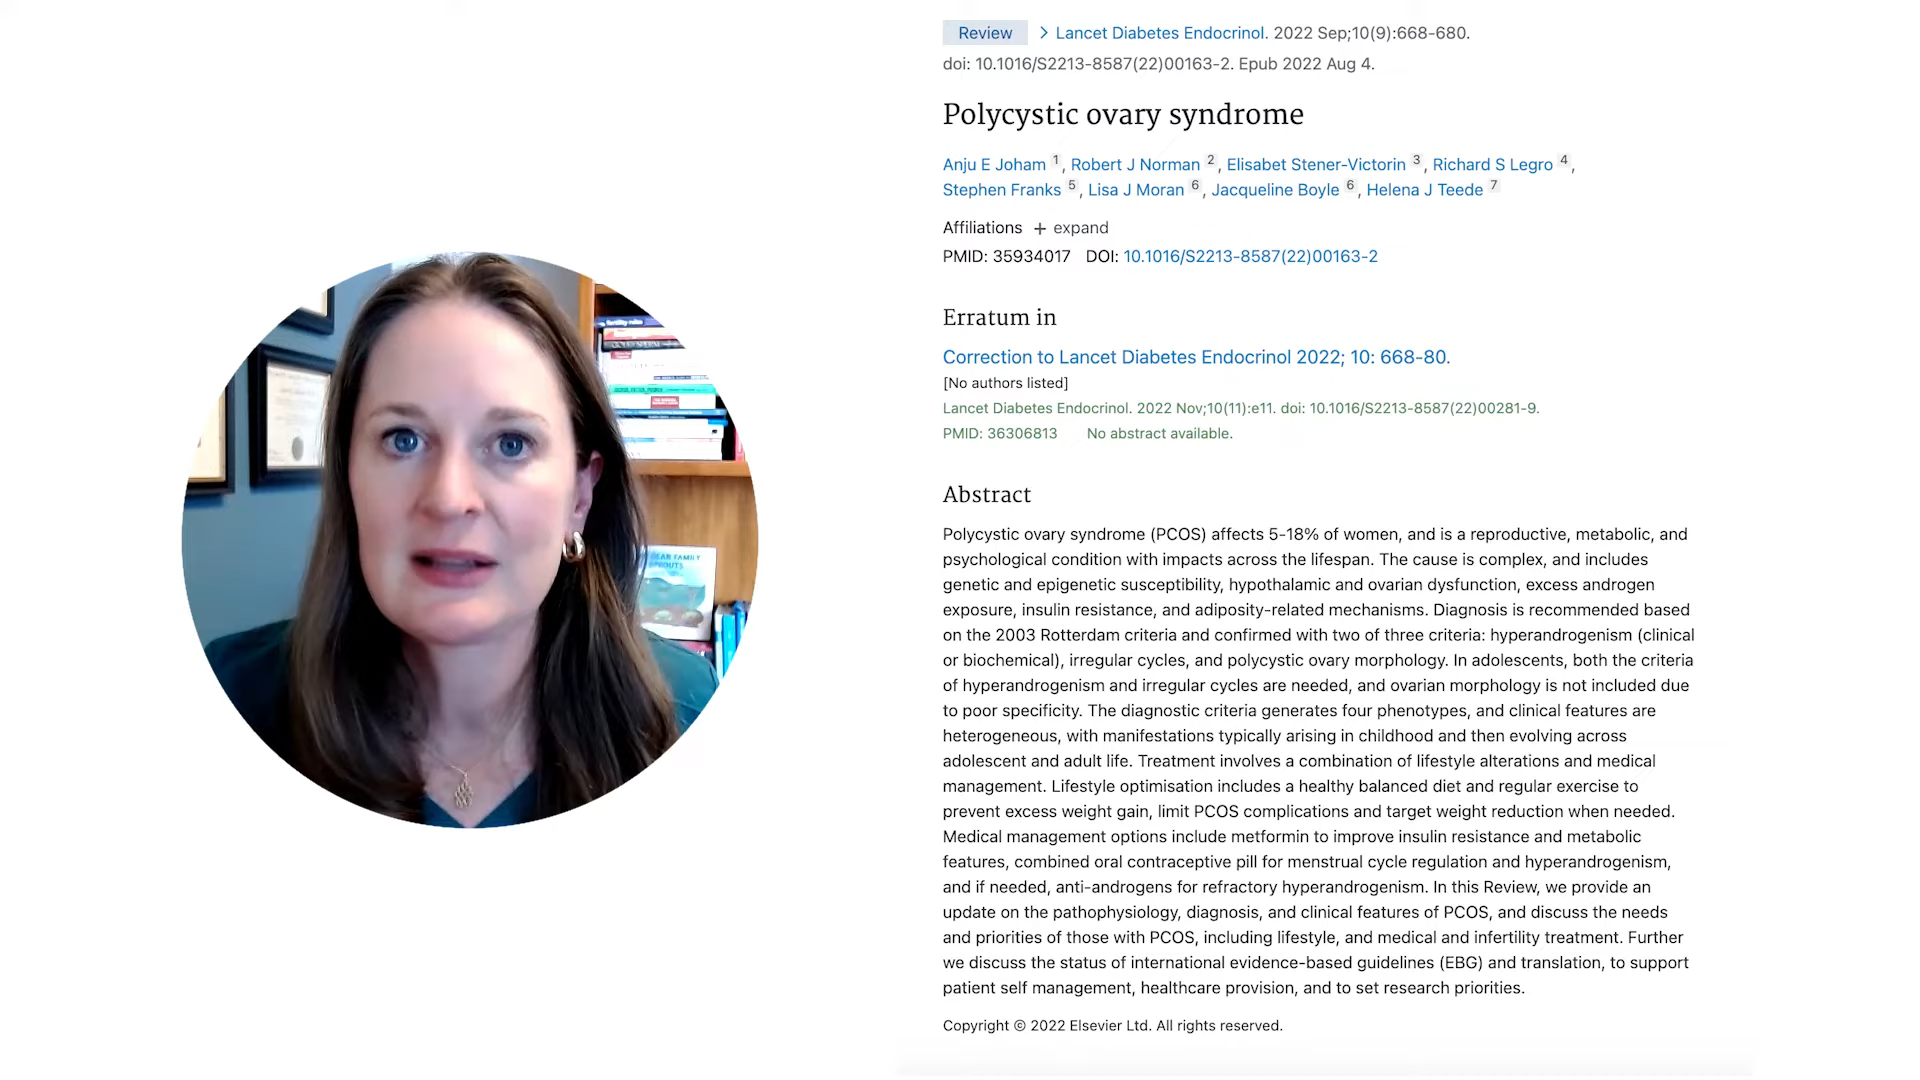 Review > Lancet Diabetes Endocrinol. 2022 Sep;10(9):668-680.
doi: 10.1016/S2213-8587(22)00163-2. Epub 2022 Aug 4.
Polycystic ovary syndrome
Anju E Joham 1, Robert J Norman 2, Elisabet Stener-Victorin 3, Richard S Legro 4,
Stephen Franks 5, Lisa J Moran 6, Jacqueline Boyle 6, Helena J Teede 7
Affiliations + expand
PMID: 35934017 DOI: 10.1016/S2213-8587(22)00163-2
Erratum in
Correction to Lancet Diabetes Endocrinol 2022; 10: 668-80.
[No authors listed]
Lancet Diabetes Endocrinol. 2022 Nov;10(11):e11. doi: 10.1016/S2213-8587(22)00281-9.
PMID: 36306813 No abstract available.
Abstract
Polycystic ovary syndrome (PCOS) affects 5-18% of women, and is a reproductive, metabolic, and
psychological condition with impacts across the lifespan. The cause is complex, and includes
genetic and epigenetic susceptibility, hypothalamic and ovarian dysfunction, excess androgen
exposure, insulin resistance, and adiposity-related mechanisms. Diagnosis is recommended based
on the 2003 Rotterdam criteria and confirmed with two of three criteria: hyperandrogenism (clinical
or biochemical), irregular cycles, and polycystic ovary morphology. In adolescents, both the criteria
of hyperandrogenism and irregular cycles are needed, and ovarian morphology is not included due
to poor specificity. The diagnostic criteria generates four phenotypes, and clinical features are
heterogeneous, with manifestations typically arising in childhood and then evolving across
adolescent and adult life. Treatment involves a combination of lifestyle alterations and medical
management. Lifestyle optimisation includes a healthy balanced diet and regular exercise to
prevent excess weight gain, limit PCOS complications and target weight reduction when needed.
Medical management options include metformin to improve insulin resistance and metabolic
features, combined oral contraceptive pill for menstrual cycle regulation and hyperandrogenism,
and if needed, anti-androgens for refractory hyperandrogenism. In this Review, we provide an
update on the pathophysiology, diagnosis, and clinical features of PCOS, and discuss the needs
and priorities of those with PCOS, including lifestyle, and medical and infertility treatment. Further
we discuss the status of international evidence-based guidelines (EBG) and translation, to support
patient self management, healthcare provision, and to set research priorities.
Copyright © 2022 Elsevier Ltd. All rights reserved.
FAMILY
SPROUTS